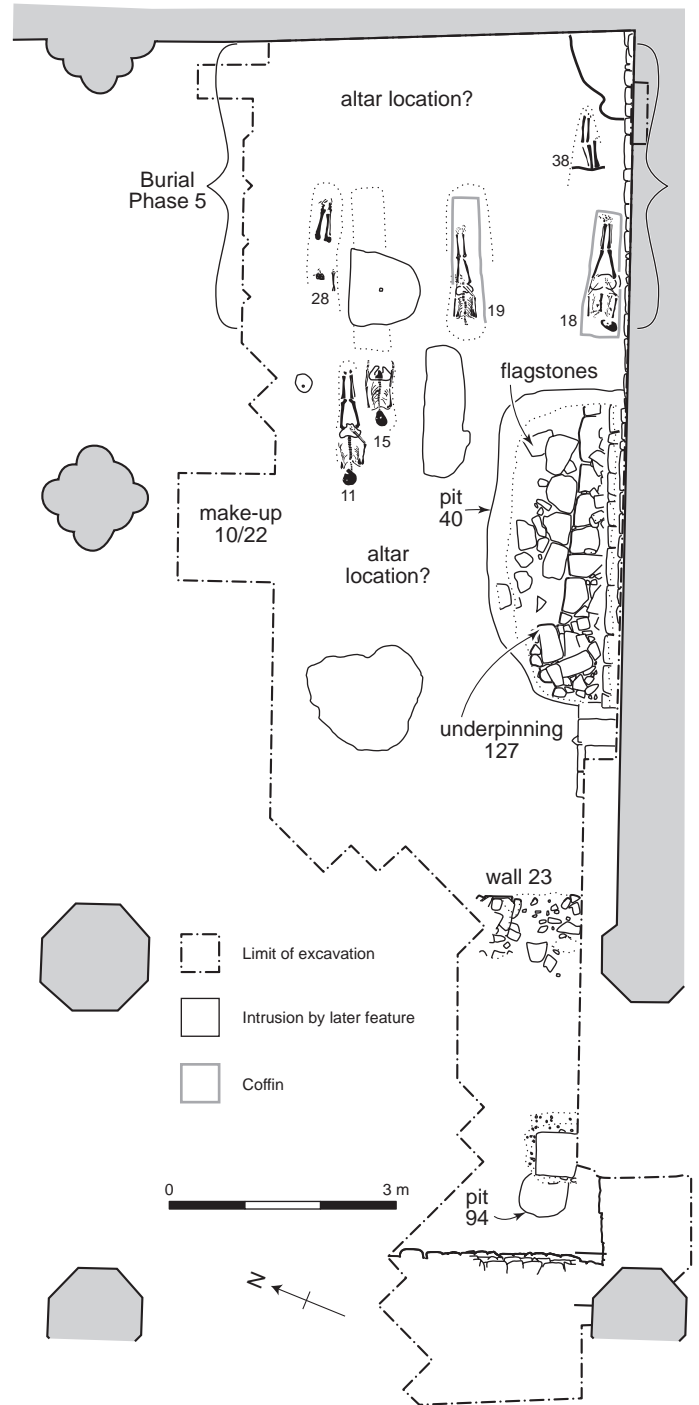 altar location?
38
Burial
Phase 5
28
19
18
flagstones
15
11
pit
40
make-up
10/22
altar
location?
underpinning
127
wall 23
Limit of excavation
Intrusion by later feature
Coffin
0
3 m
pit
94
N